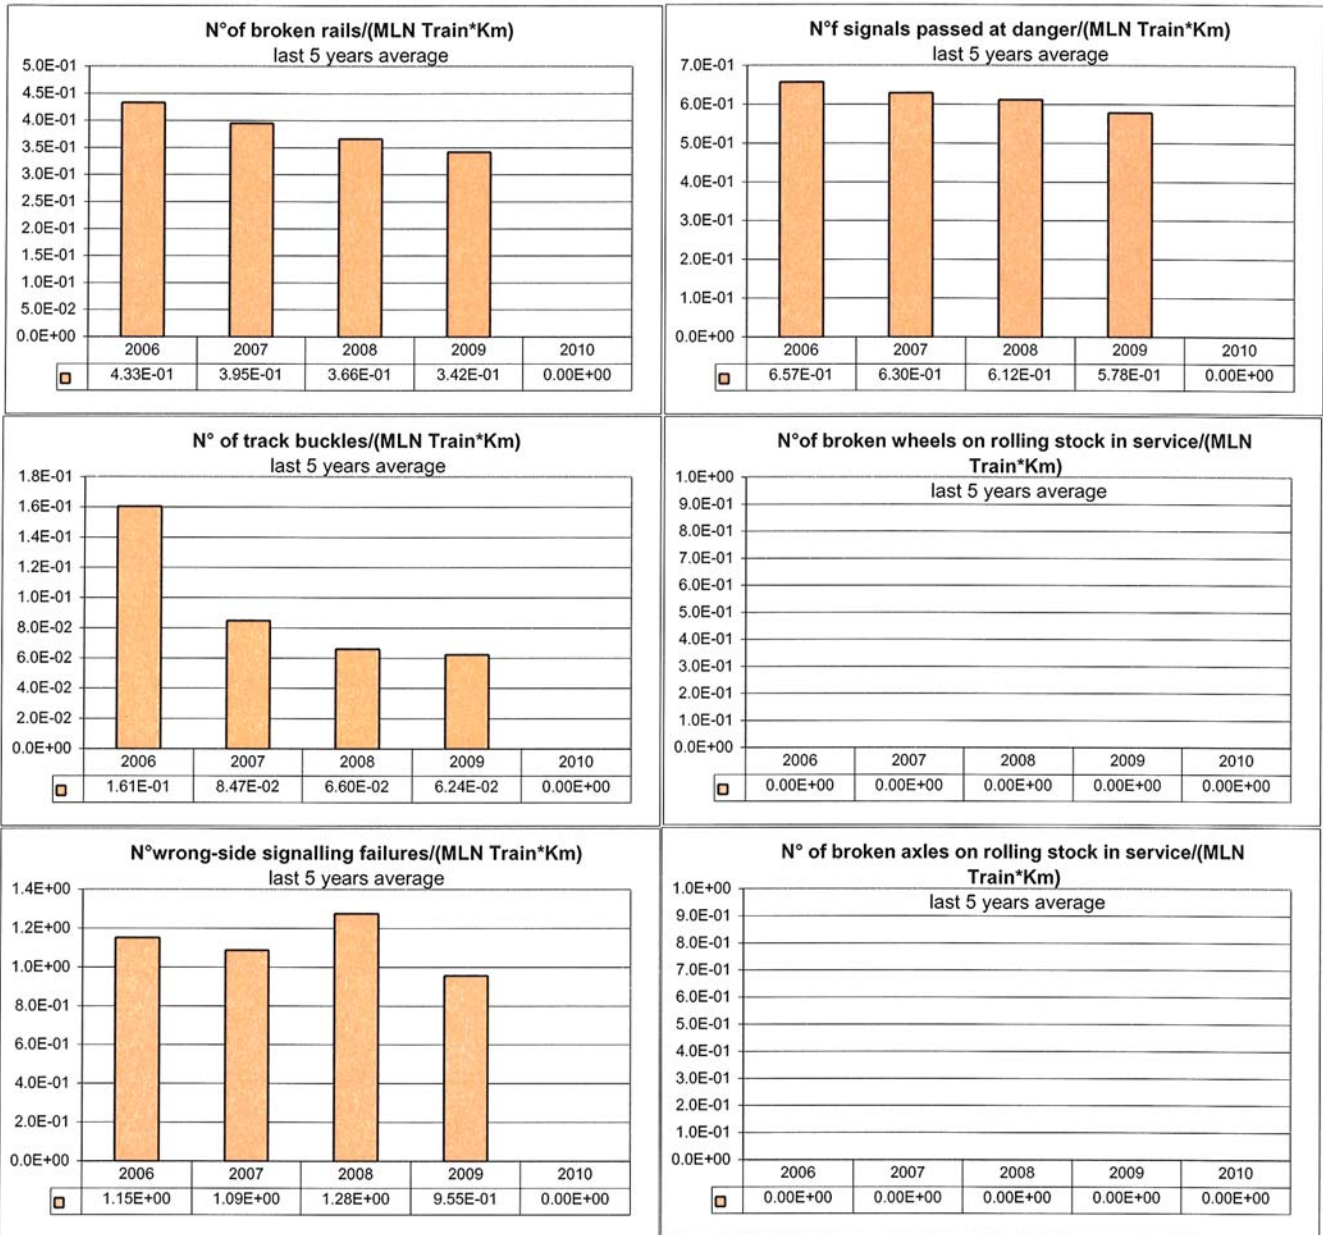 N°of broken rails/(MLN Train*Km)
last 5 years average
5.0E-01
4.5E-01
4.0E-01
3.5E-01
3.0E-01
2.5E-01
2.0E-01
1.5E-01
1.0E-01
5.0E-02
0.0E+00
2006 2007 2008 2009 2010
4.33E-01 3.95E-01 3.66E-01 3.42E-01 0.00E+00
N°f signals passed at danger/(MLN Train*Km)
last 5 years average
7.0E-01
6.0E-01
5.0E-01
4.0E-01
3.0E-01
2.0E-01
1.0E-01
0.0E+00
2006 2007 2008 2009 2010
6.57E-01 6.30E-01 6.12E-01 5.78E-01 0.00E+00
N° of track buckles/(MLN Train*Km)
last 5 years average
1.8E-01
1.6E-01
1.4E-01
1.2E-01
1.0E-01
8.0E-02
6.0E-02
4.0E-02
2.0E-02
0.0E+00
2006 2007 2008 2009 2010
1.61E-01 8.47E-02 6.60E-02 6.24E-02 0.00E+00
N°of broken wheels on rolling stock in service/(MLN
Train*Km)
last 5 years average
1.0E+00
9.0E-01
8.0E-01
7.0E-01
6.0E-01
5.0E-01
4.0E-01
3.0E-01
2.0E-01
1.0E-01
0.0E+00
2006 2007 2008 2009 2010
0.00E+00 0.00E+00 0.00E+00 0.00E+00 0.00E+00
N°wrong-side signalling failures/(MLN Train*Km)
last 5 years average
1.4E+00
1.2E+00
1.0E+00
8.0E-01
6.0E-01
4.0E-01
2.0E-01
0.0E+00
2006 2007 2008 2009 2010
1.15E+00 1.09E+00 1.28E+00 9.55E-01 0.00E+00
N° of broken axles on rolling stock in service/(MLN
Train*Km)
last 5 years average
1.0E+00
9.0E-01
8.0E-01
7.0E-01
6.0E-01
5.0E-01
4.0E-01
3.0E-01
2.0E-01
1.0E-01
0.0E+00
2006 2007 2008 2009 2010
0.00E+00 0.00E+00 0.00E+00 0.00E+00 0.00E+00